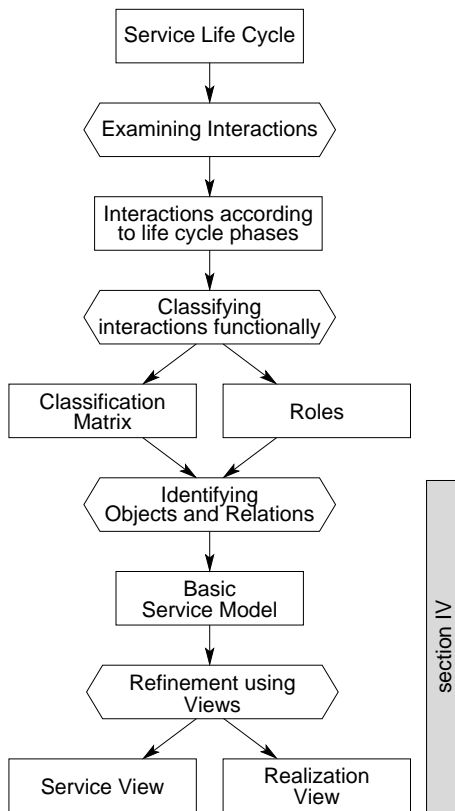 Service Life Cycle
Examining Interactions
Interactions according
to life cycle phases
Classifying
interactions functionally
Classification
Matrix
Roles
Identifying
Objects and Relations
Basic
Service Model
section IV
Refinement using
Views
Service View
Realization
View